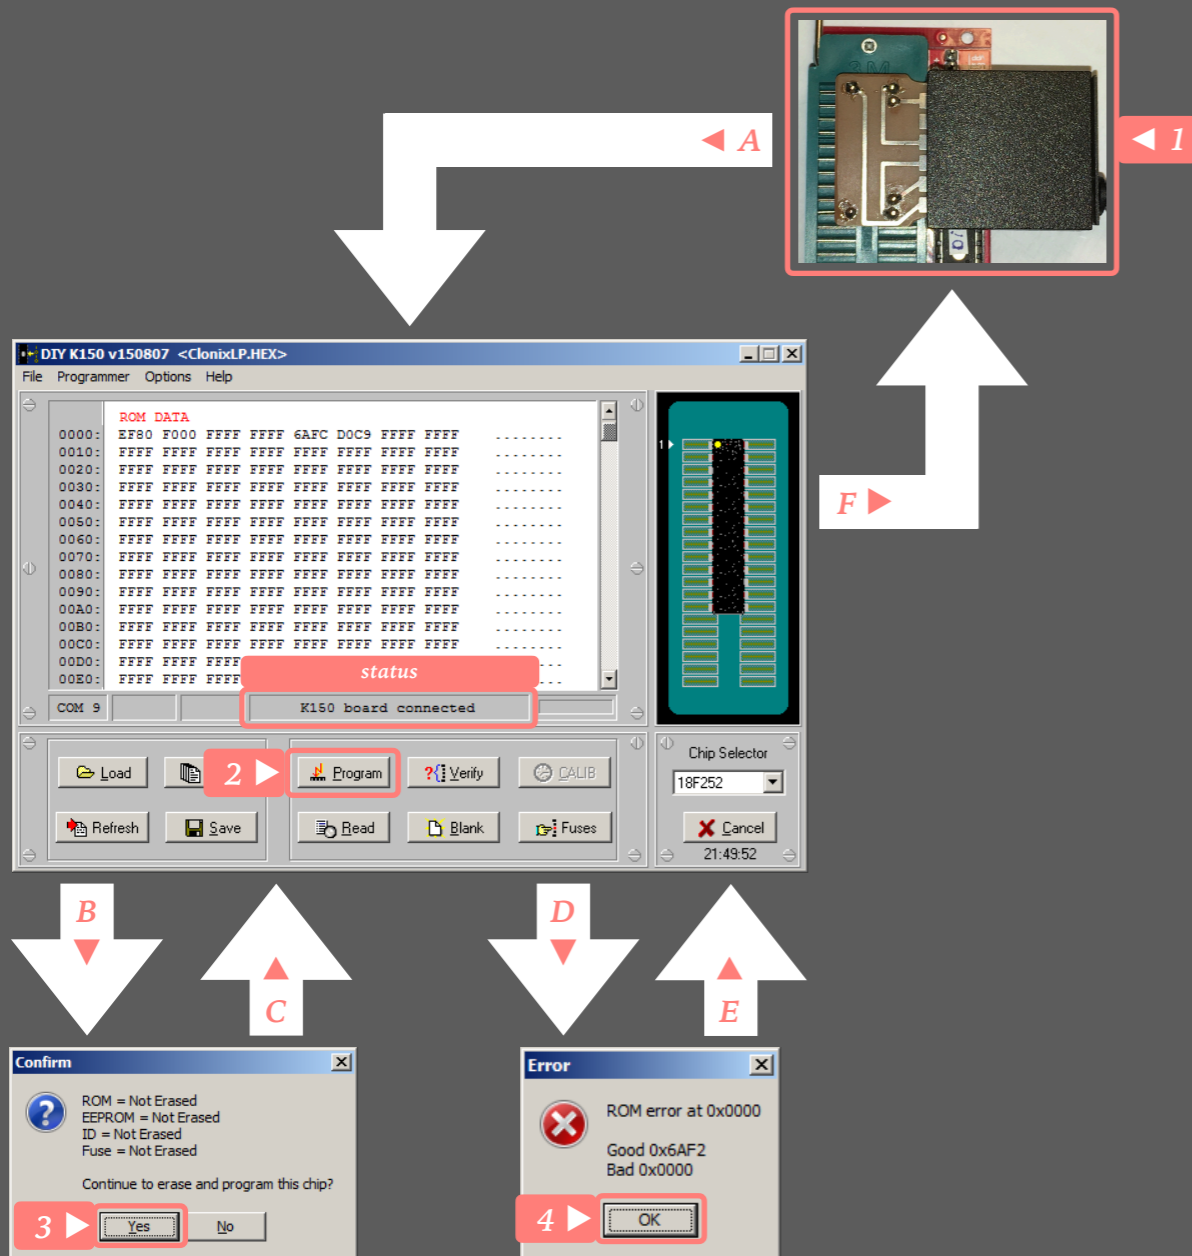 1
A
DIY K150 v150807 <ClonixLP.HEX>
File Programmer Options Help
ROM DATA
0000: EF80 F000 FFFF FFFF 6AFC D0C9 FFFF FFFF ........
0010: FFFF FFFF FFFF FFFF FFFF FFFF FFFF FFFF ........
0020: FFFF FFFF FFFF FFFF FFFF FFFF FFFF FFFF ........
0030: FFFF FFFF FFFF FFFF FFFF FFFF FFFF FFFF ........
0040: FFFF FFFF FFFF FFFF FFFF FFFF FFFF FFFF ........
0050: FFFF FFFF FFFF FFFF FFFF FFFF FFFF FFFF ........
0060: FFFF FFFF FFFF FFFF FFFF FFFF FFFF FFFF ........
0070: FFFF FFFF FFFF FFFF FFFF FFFF FFFF FFFF ........
0080: FFFF FFFF FFFF FFFF FFFF FFFF FFFF FFFF ........
0090: FFFF FFFF FFFF FFFF FFFF FFFF FFFF FFFF ........
00A0: FFFF FFFF FFFF FFFF FFFF FFFF FFFF FFFF ........
00B0: FFFF FFFF FFFF FFFF FFFF FFFF FFFF FFFF ........
00C0: FFFF FFFF FFFF FFFF FFFF FFFF FFFF FFFF ........
00D0: FFFF FFFF FFFF
00E0: FFFF FFFF FFFF
status
COM 9 K150 board connected
1
F
Load 2 Program Verify CALIB
Refresh Save Read Blank Fuses
Chip Selector
18F252
Cancel
21:49:52
B
C
D
E
Confirm
ROM = Not Erased
EEPROM = Not Erased
ID = Not Erased
Fuse = Not Erased
Continue to erase and program this chip?
3 Yes No
Error
ROM error at 0x0000
Good 0x6AF2
Bad 0x0000
4 OK